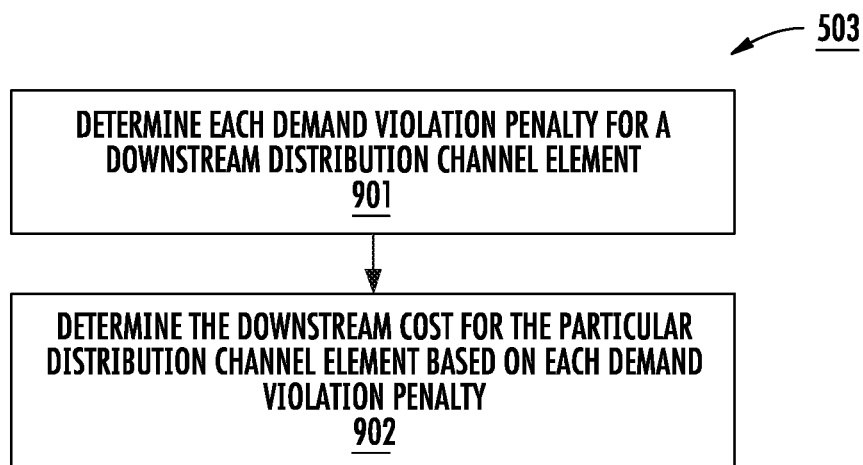 503
DETERMINE EACH DEMAND VIOLATION PENALTY FOR A
DOWNSTREAM DISTRIBUTION CHANNEL ELEMENT
901
DETERMINE THE DOWNSTREAM COST FOR THE PARTICULAR
DISTRIBUTION CHANNEL ELEMENT BASED ON EACH DEMAND
VIOLATION PENALTY
902